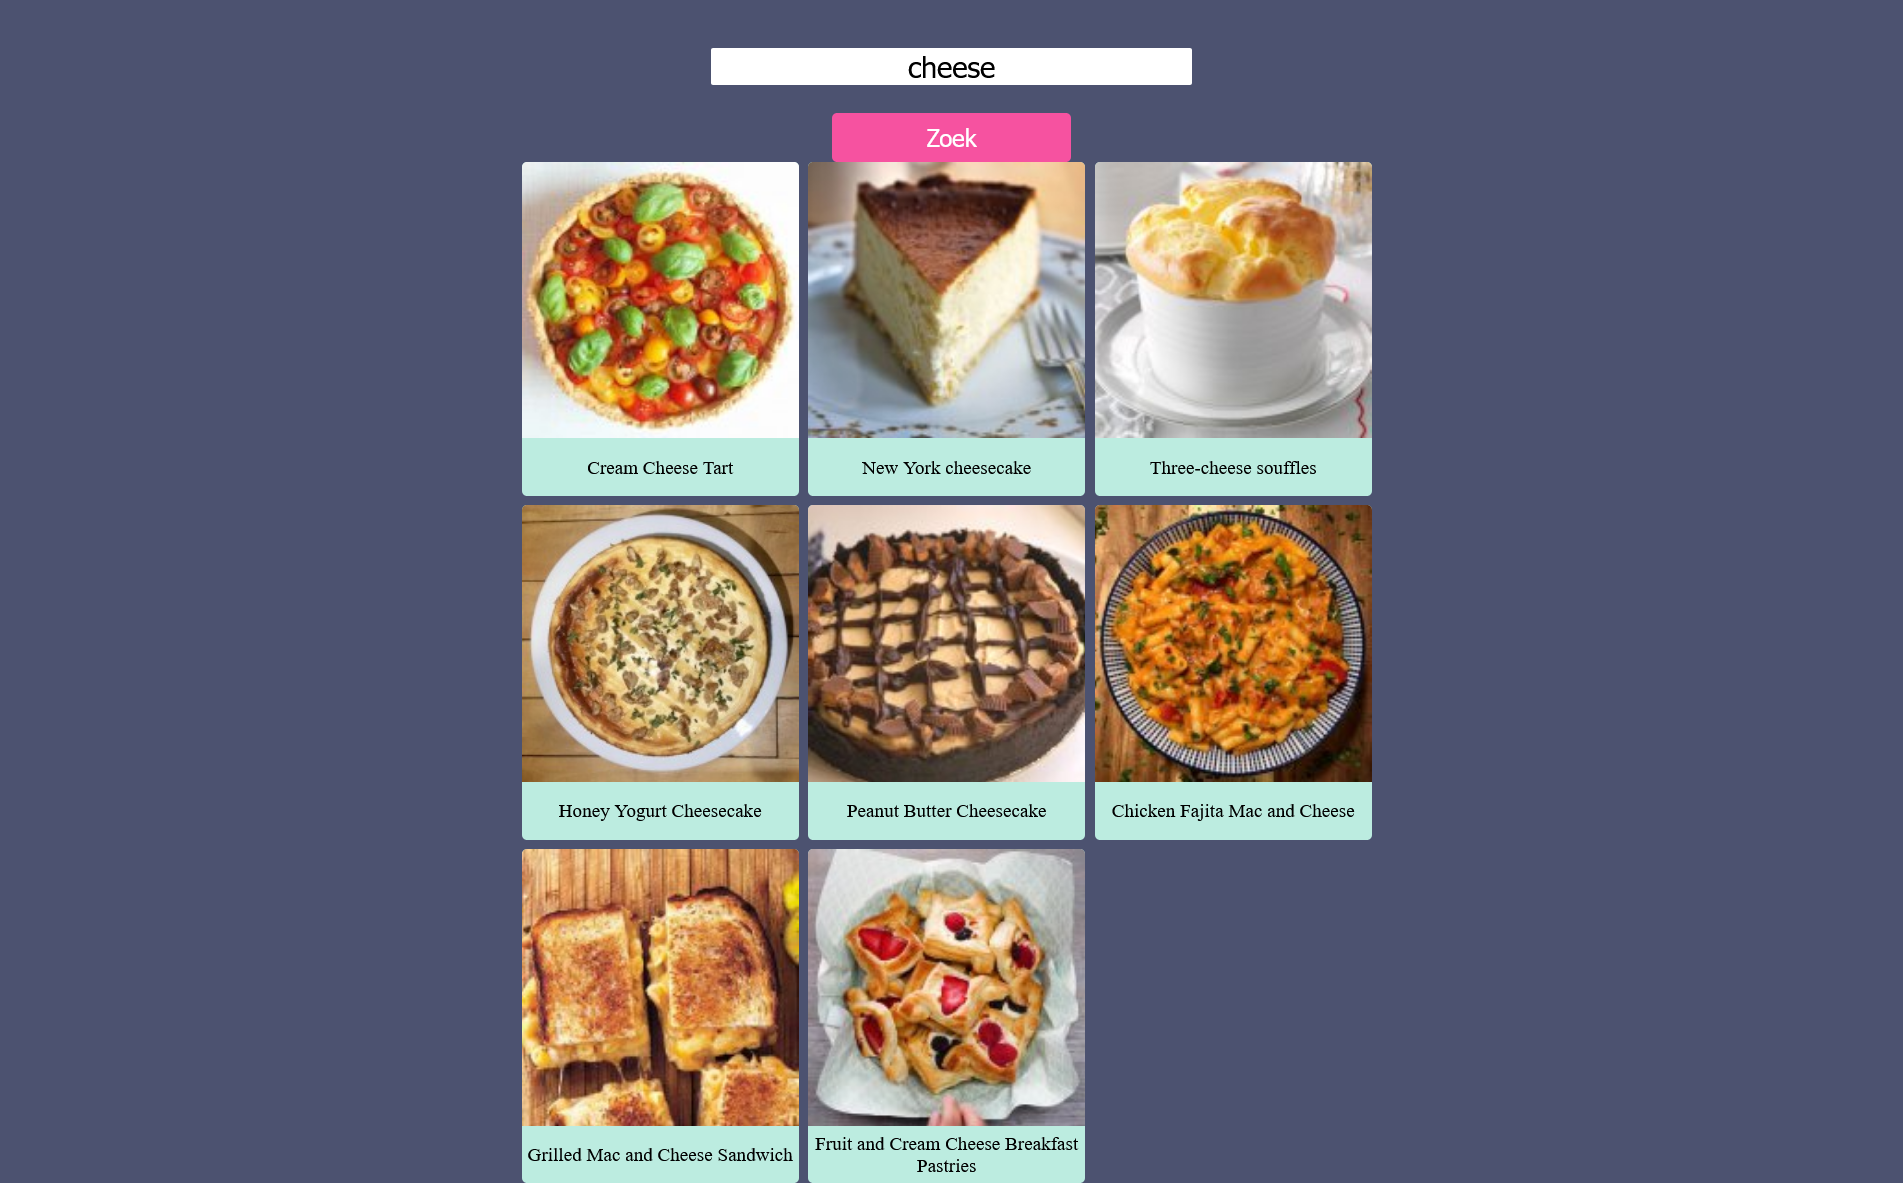 cheese
Zoek
Cream Cheese Tart
New York cheesecake
Three-cheese souffles
Honey Yogurt Cheesecake
Peanut Butter Cheesecake
Chicken Fajita Mac and Cheese
Grilled Mac and Cheese Sandwich
Fruit and Cream Cheese Breakfast
Pastries